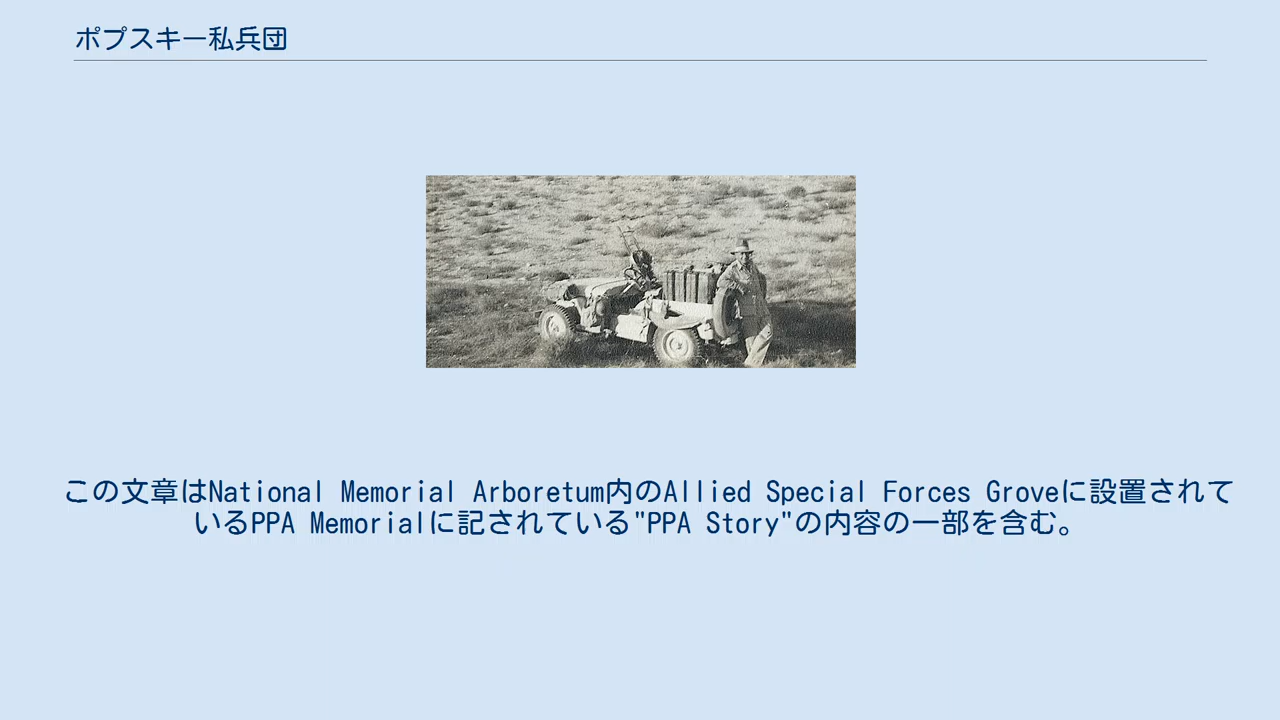 ポプスキー私兵団
この文章はNational Memorial Arboretum内のAllied Special Forces Groveに設置されて
いるPPA Memorialに記されている"PPA Story"の内容の一部を含む。